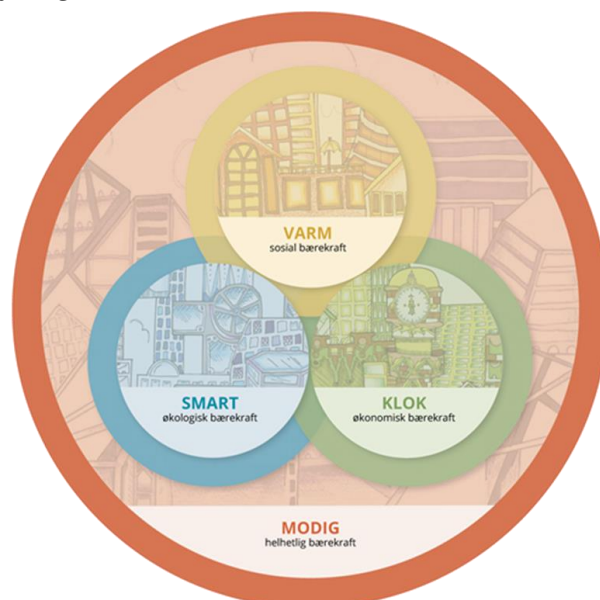 VARM
sosial bærekraft
SMART
økologisk bærekraft
KLOK
økonomisk bærekraft
MODIG
helhetlig bærekraft